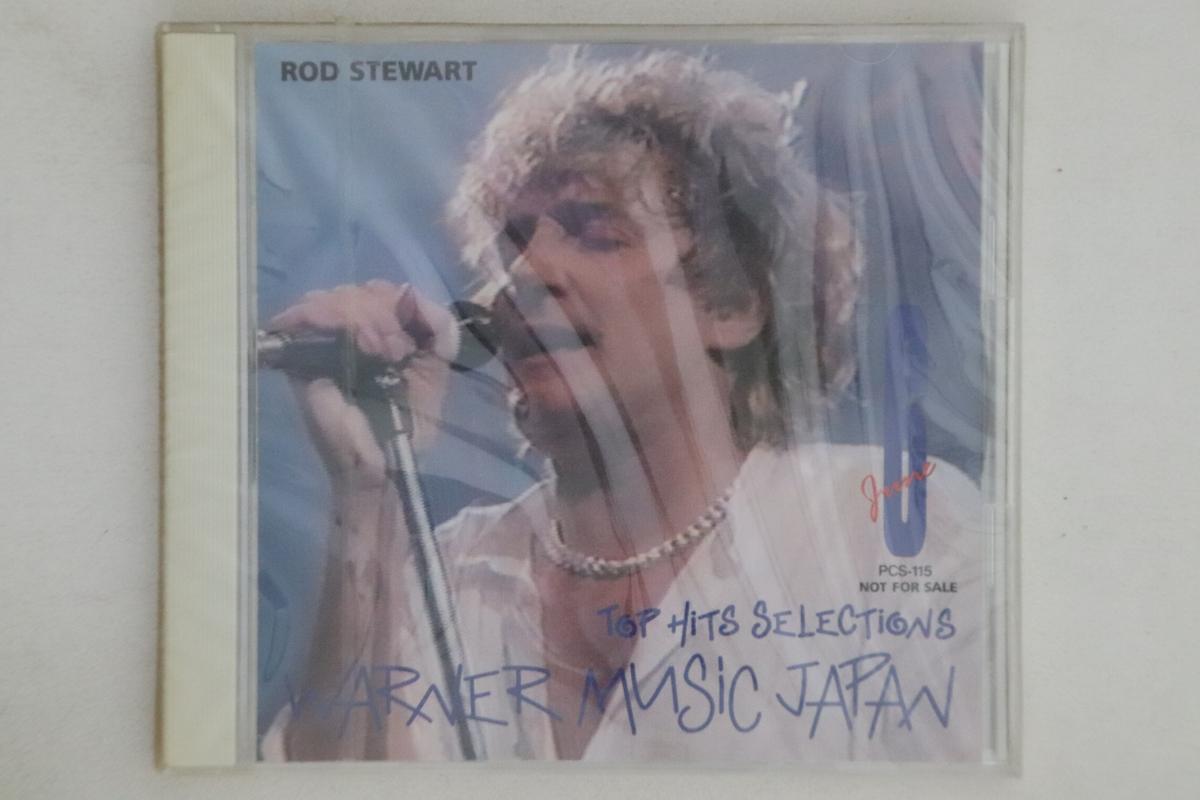 ROD STEWART
6
June
PCS-115
NOT FOR SALE
TOP HiTS SELECTiONS
WARNER MUSiC JAPAN